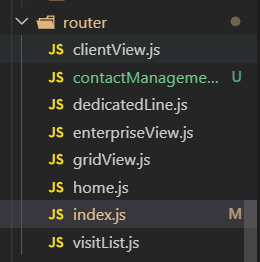 router
JS clientView.js
JS contactManageme... U
JS dedicatedLine.js
JS enterpriseView.js
JS gridView.js
JS home.js
JS index.js M
JS visitList.js